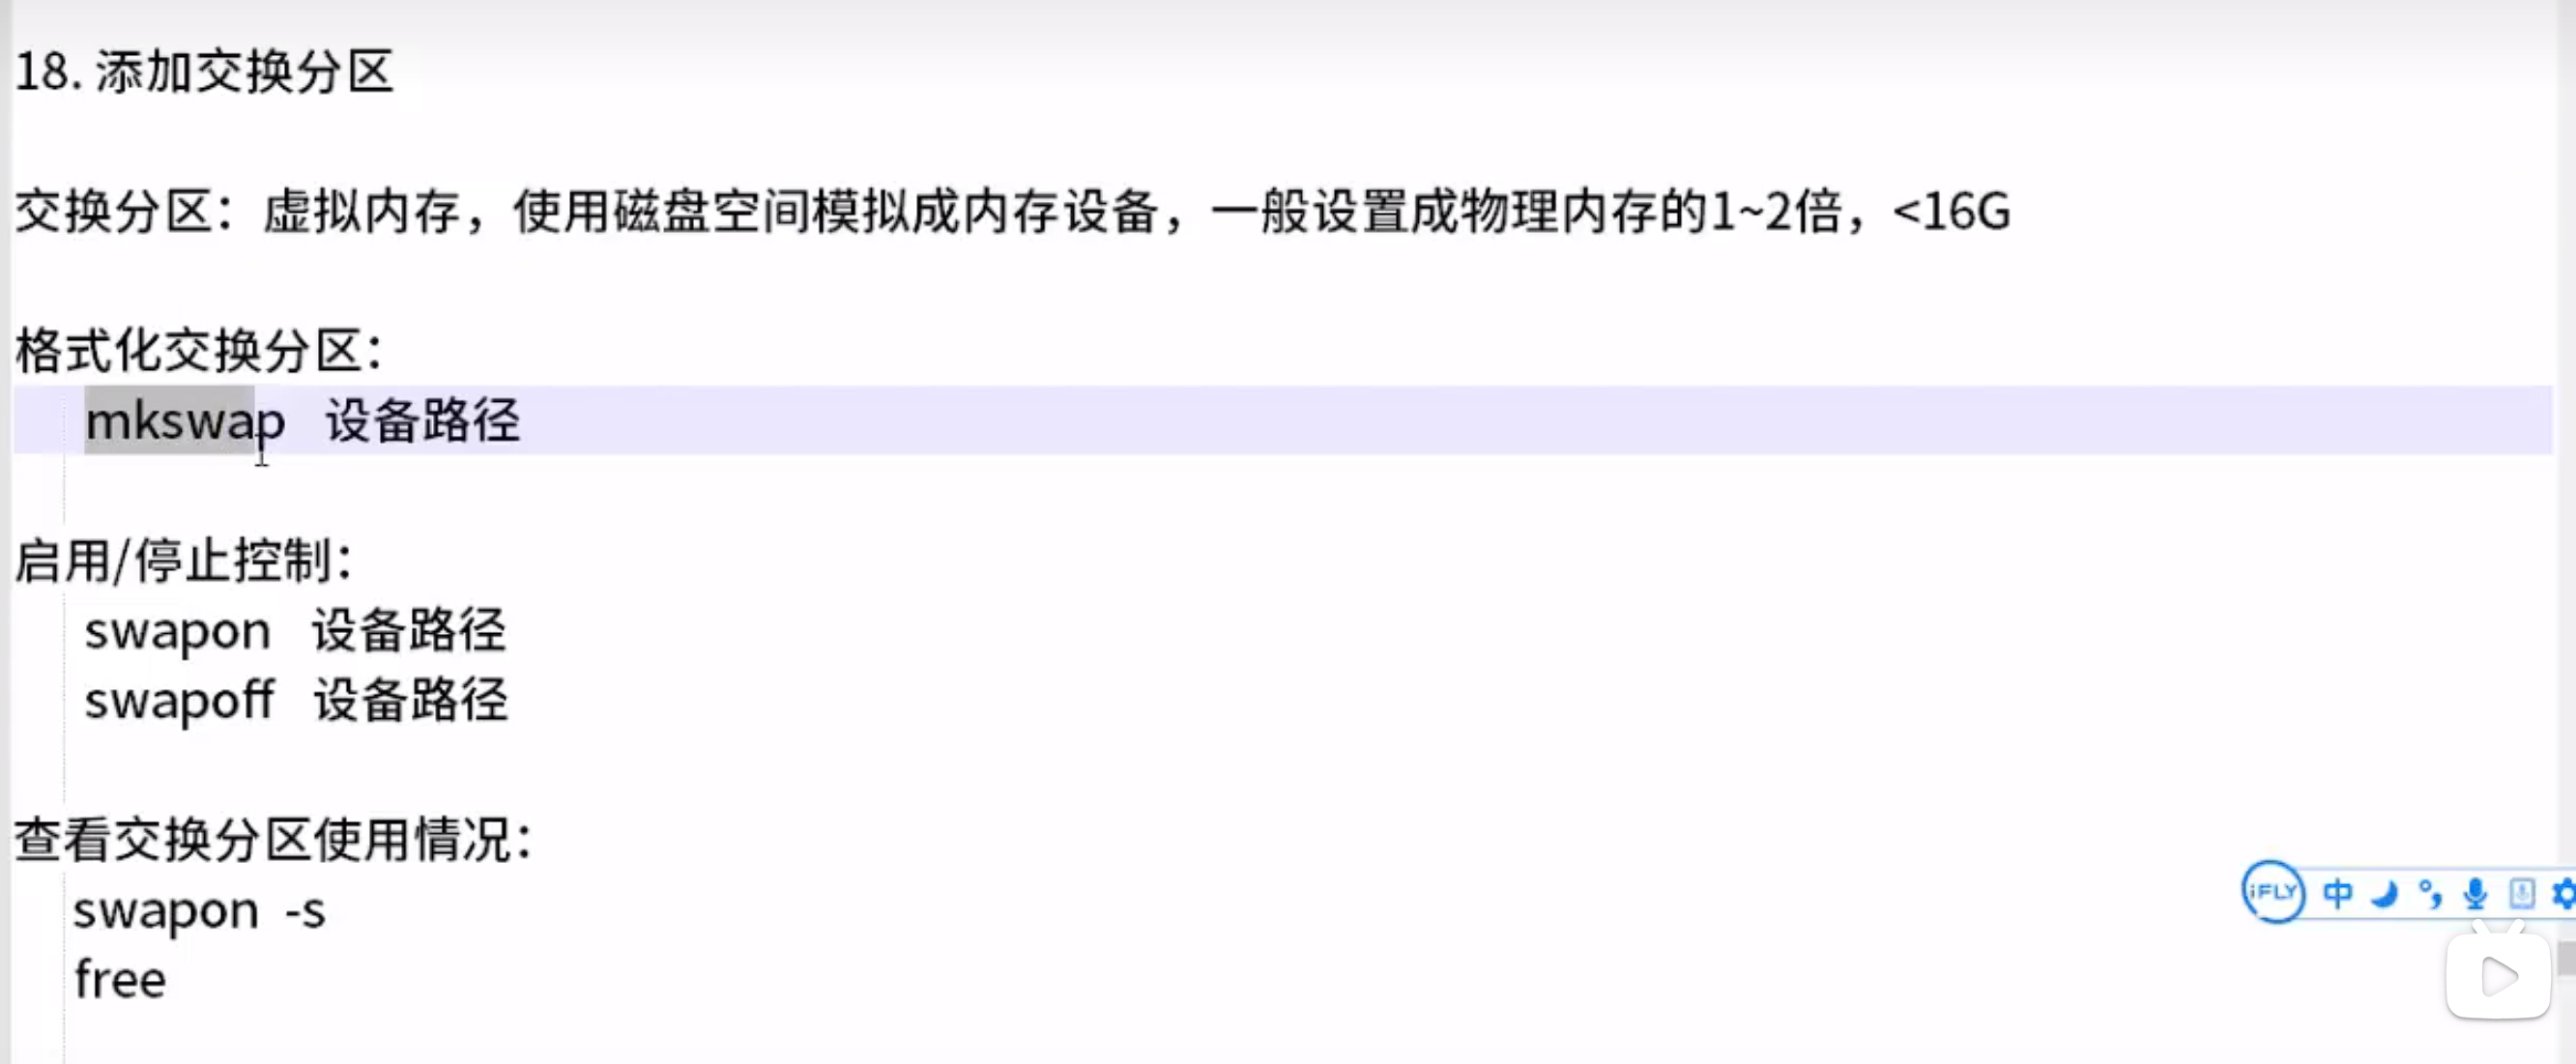 18. 添加交换分区
交换分区：虚拟内存，使用磁盘空间模拟成内存设备，一般设置成物理内存的1~2倍，<16G
格式化交换分区：
mkswap 设备路径
启用/停止控制：
swapon 设备路径
swapoff 设备路径
查看交换分区使用情况：
swapon -s
iFLY 中
free